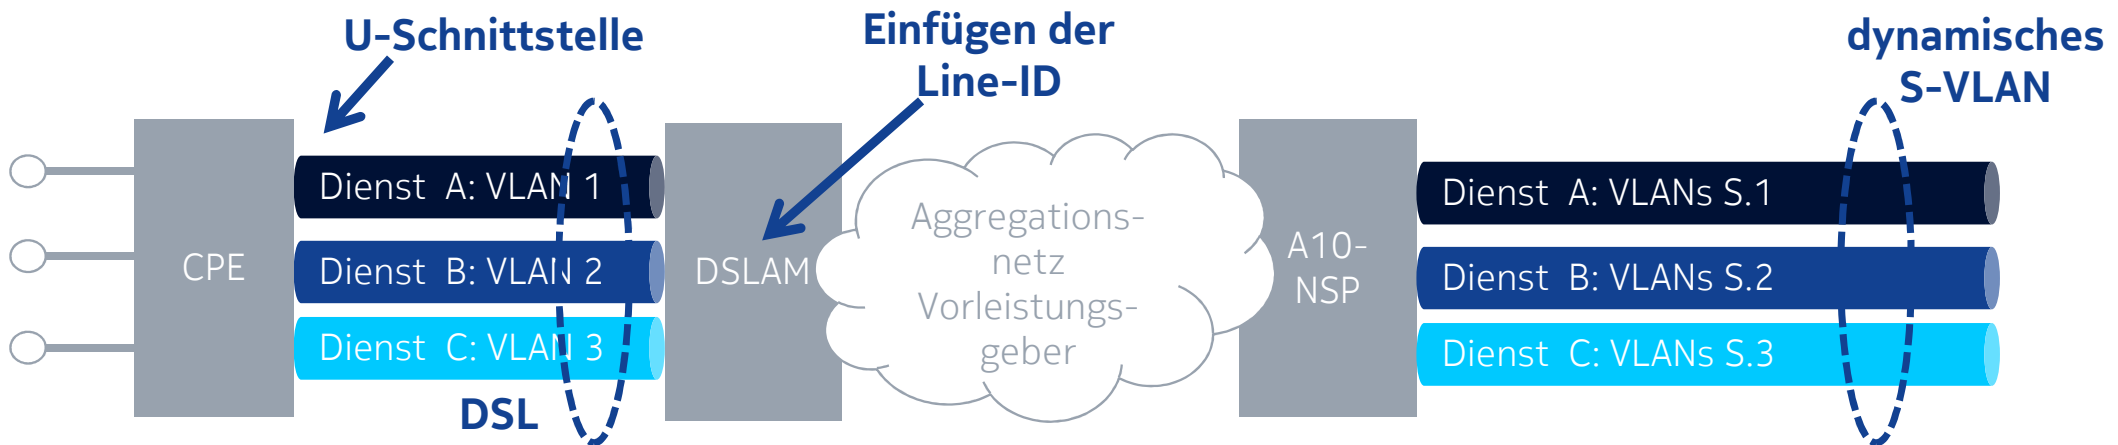 U-Schnittstelle
Einfügen der
Line-ID
dynamisches
S-VLAN
CPE
Dienst A: VLAN 1
Dienst B: VLAN 2
Dienst C: VLAN 3
DSL
DSLAM
Aggregations-
netz
Vorleistungs-
geber
A10-
NSP
Dienst A: VLANs S.1
Dienst B: VLANs S.2
Dienst C: VLANs S.3